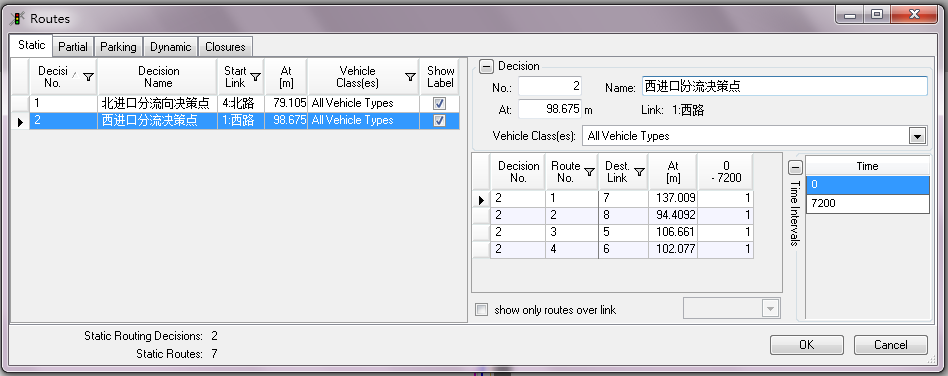 Routes
Static Partial Parking Dynamic Closures
Decisi No. Decision Name Start Link At [m] Vehicle Class(es) Show Label
1 北进口分流向决策点 4:北路 79.105 All Vehicle Types
2 西进口分流决策点 1:西路 98.675 All Vehicle Types
Decision
No.: 2 Name: 西进口分流决策点
At: 98.675 m Link: 1:西路
Vehicle Class(es): All Vehicle Types
Decision No. Route No. Dest. Link At [m] 0 - 7200
2 1 7 137.009 1
2 2 8 94.4092 1
2 3 5 106.661 1
2 4 6 102.077 1
Time Intervals
Time
0
7200
show only routes over link
Static Routing Decisions: 2
Static Routes: 7
OK Cancel